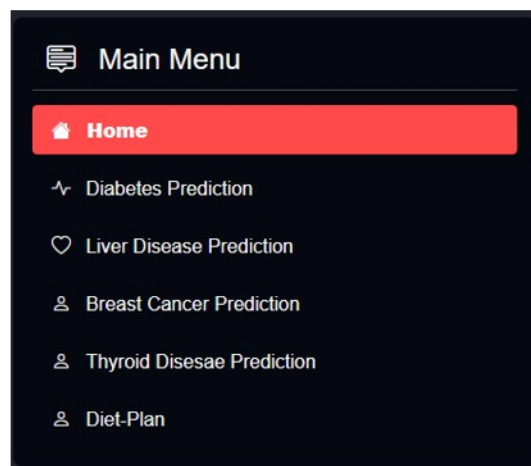 Main Menu
Home
Diabetes Prediction
Liver Disease Prediction
Breast Cancer Prediction
Thyroid Disesae Prediction
Diet-Plan